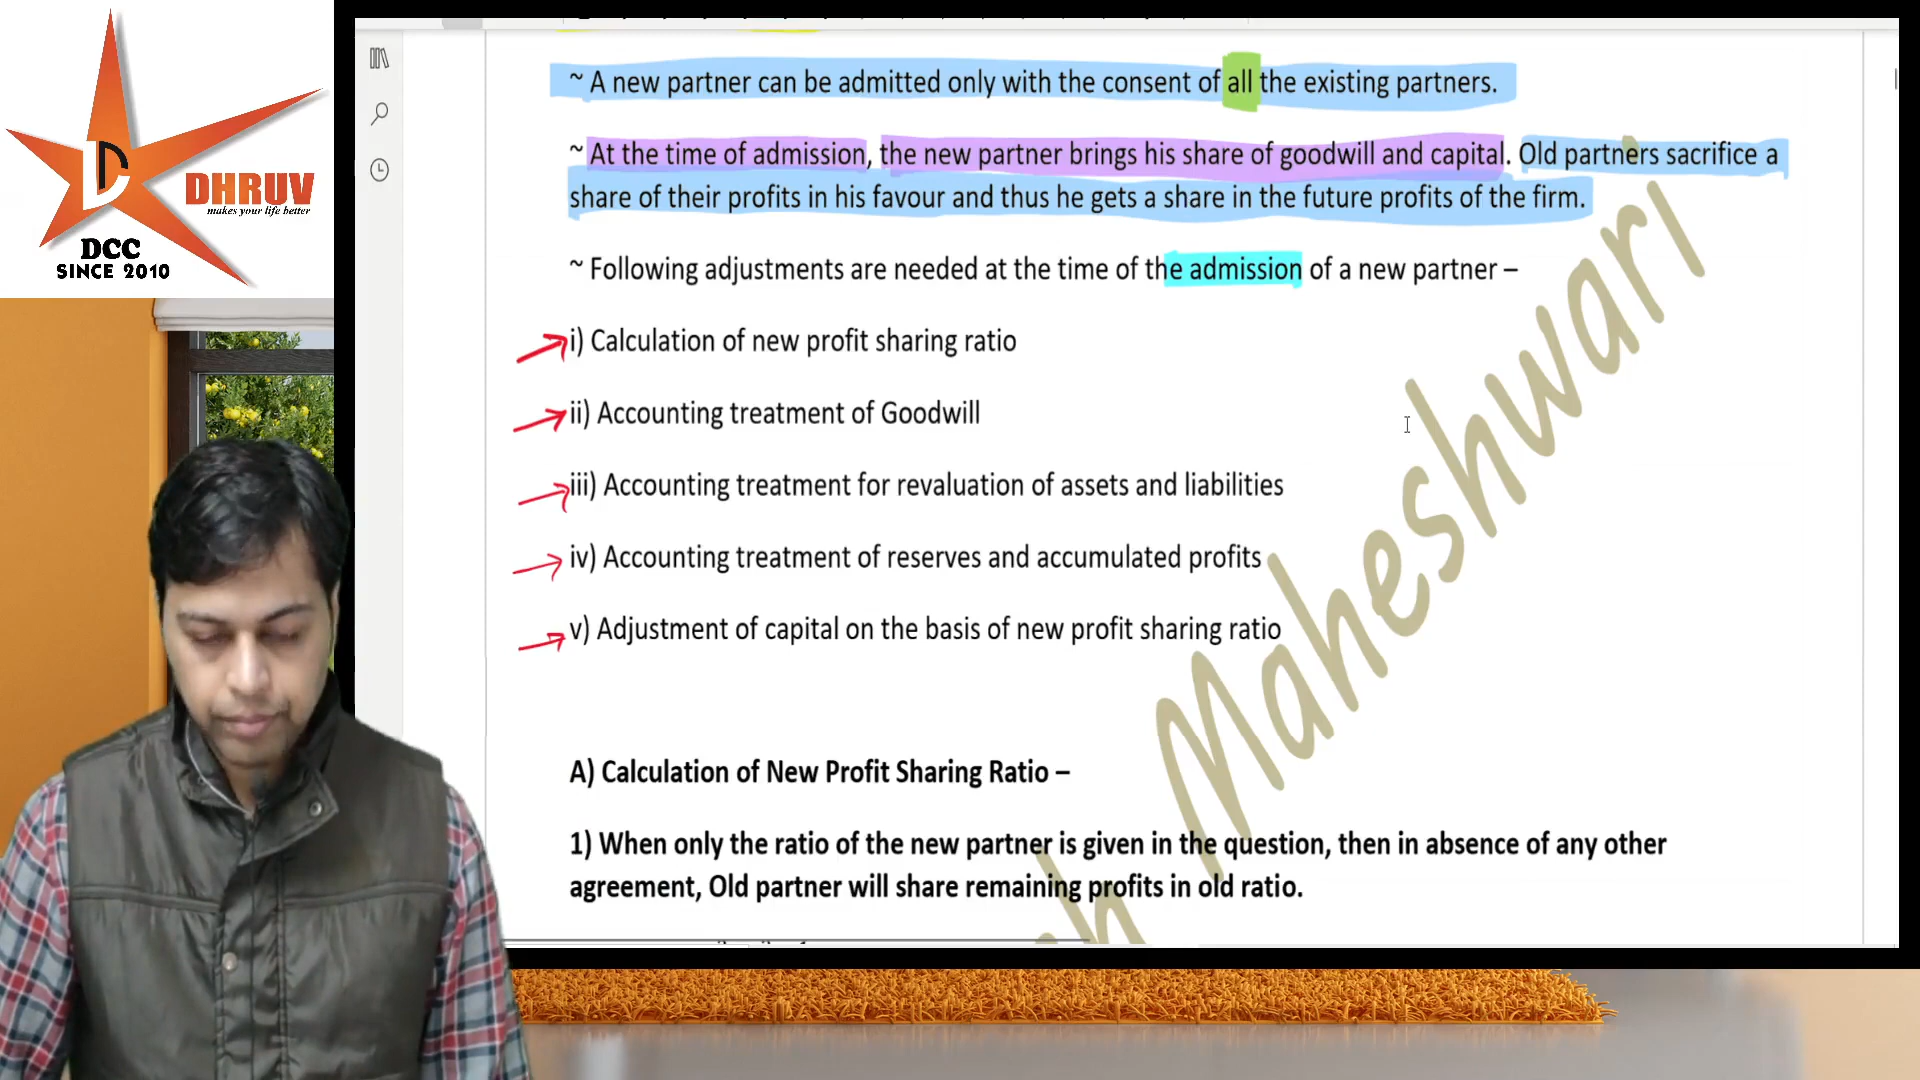 ~ A new partner can be admitted only with the consent of all the existing partners.
~ At the time of admission, the new partner brings his share of goodwill and capital. Old partners sacrifice a
share of their profits in his favour and thus he gets a share in the future profits of the firm.
~ Following adjustments are needed at the time of the admission of a new partner –
i) Calculation of new profit sharing ratio
ii) Accounting treatment of Goodwill
iii) Accounting treatment for revaluation of assets and liabilities
iv) Accounting treatment of reserves and accumulated profits
v) Adjustment of capital on the basis of new profit sharing ratio
A) Calculation of New Profit Sharing Ratio –
1) When only the ratio of the new partner is given in the question, then in absence of any other
agreement, Old partner will share remaining profits in old ratio.
Maheshwari
D
DHRUV
makes your life better
DCC
SINCE 2010